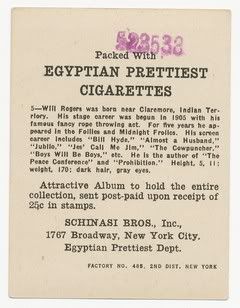 523533
Packed With
EGYPTIAN PRETTIEST
CIGARETTES
5—Will Rogers was born near Claremore, Indian Ter-
riory. His stage career was begun in 1905 with his
famous fancy rope throwing act. For five years he ap-
peared in the Follies and Midnight Frolics. His screen
career includes "Bill Hyde," "Almost a Husband,"
"Jubilo," "Jes' Call Me Jim," "The Cowpuncher,"
"Boys Will Be Boys," etc. He is the author of "The
Peace Conference" and "Prohibition." Height, 5, 11;
weight, 170; dark hair, gray eyes.
Attractive Album to hold the entire
collection, sent post-paid upon receipt of
25c in stamps.
SCHINASI BROS., Inc.,
1767 Broadway, New York City.
Egyptian Prettiest Dept.
FACTORY NO. 485, 2ND DIST. NEW YORK